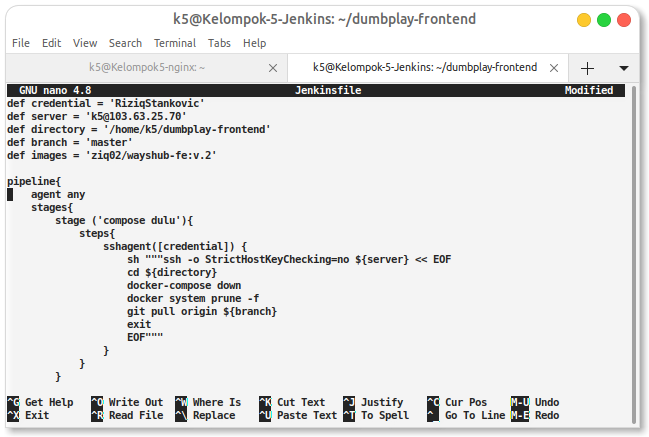 k5@Kelompok-5-Jenkins: ~/dumbplay-frontend
File Edit View Search Terminal Tabs Help
k5@Kelompok5-nginx: ~ × k5@Kelompok-5-Jenkins: ~/dumbplay-frontend × +
GNU nano 4.8 Jenkinsfile Modified
def credential = 'RiziqStankovic'
def server = 'k5@103.63.25.70'
def directory = '/home/k5/dumbplay-frontend'
def branch = 'master'
def images = 'ziq02/wayshub-fe:v.2'

pipeline{
    agent any
    stages{
        stage ('compose dulu'){
            steps{
                sshagent([credential]) {
                    sh """ssh -o StrictHostKeyChecking=no ${server} << EOF
                    cd ${directory}
                    docker-compose down
                    docker system prune -f
                    git pull origin ${branch}
                    exit
                    EOF"""
                }
            }
        }
^G Get Help ^O Write Out ^W Where Is ^K Cut Text ^J Justify ^C Cur Pos M-U Undo
^X Exit ^R Read File ^\ Replace ^U Paste Text ^T To Spell ^_ Go To Line M-E Redo